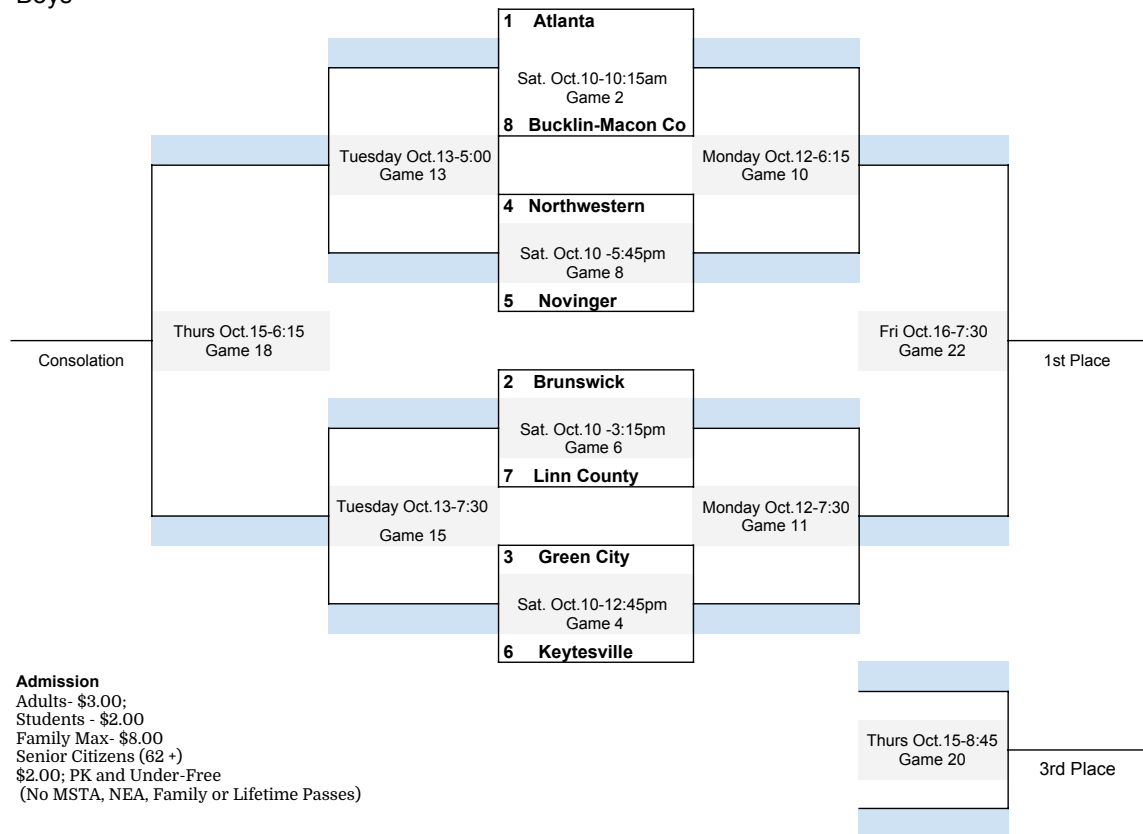 Boys
1 Atlanta
Sat. Oct.10-10:15am
Game 2
8 Bucklin-Macon Co
Tuesday Oct.13-5:00
Game 13
Monday Oct.12-6:15
Game 10
4 Northwestern
Sat. Oct.10 -5:45pm
Game 8
5 Novinger
Thurs Oct.15-6:15
Game 18
Consolation
Fri Oct.16-7:30
Game 22
1st Place
2 Brunswick
Sat. Oct.10 -3:15pm
Game 6
7 Linn County
Tuesday Oct.13-7:30
Game 15
Monday Oct.12-7:30
Game 11
3 Green City
Sat. Oct.10-12:45pm
Game 4
6 Keytesville
Admission
Adults- $3.00;
Students - $2.00
Family Max- $8.00
Senior Citizens (62 +)
$2.00; PK and Under-Free
(No MSTA, NEA, Family or Lifetime Passes)
Thurs Oct.15-8:45
Game 20
3rd Place